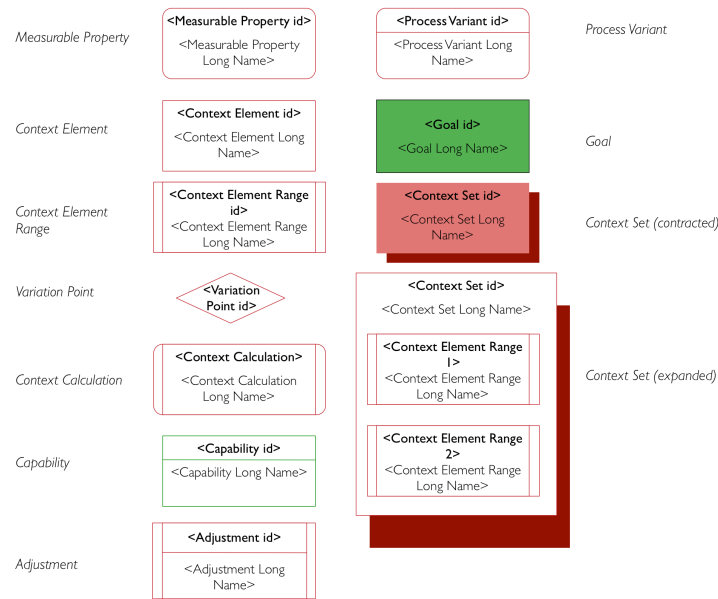 Measurable Property
<Measurable Property id>
<Measurable Property
Long Name>
<Process Variant id>
<Process Variant Long
Name>
Process Variant
Context Element
<Context Element id>
<Context Element Long
Name>
<Goal id>
<Goal Long Name>
Goal
Context Element
Range
<Context Element Range
id>
<Context Element Range
Long Name>
<Context Set id>
<Context Set Long
Name>
Context Set (contracted)
Variation Point
<Variation
Point id>
<Context Set id>
<Context Set Long Name>
<Context Element Range
1>
<Context Element Range
Long Name>
<Context Element Range
2>
<Context Element Range
Long Name>
Context Set (expanded)
Context Calculation
<Context Calculation>
<Context Calculation
Long Name>
Capability
<Capability id>
<Capability Long Name>
Adjustment
<Adjustment id>
<Adjustment Long
Name>